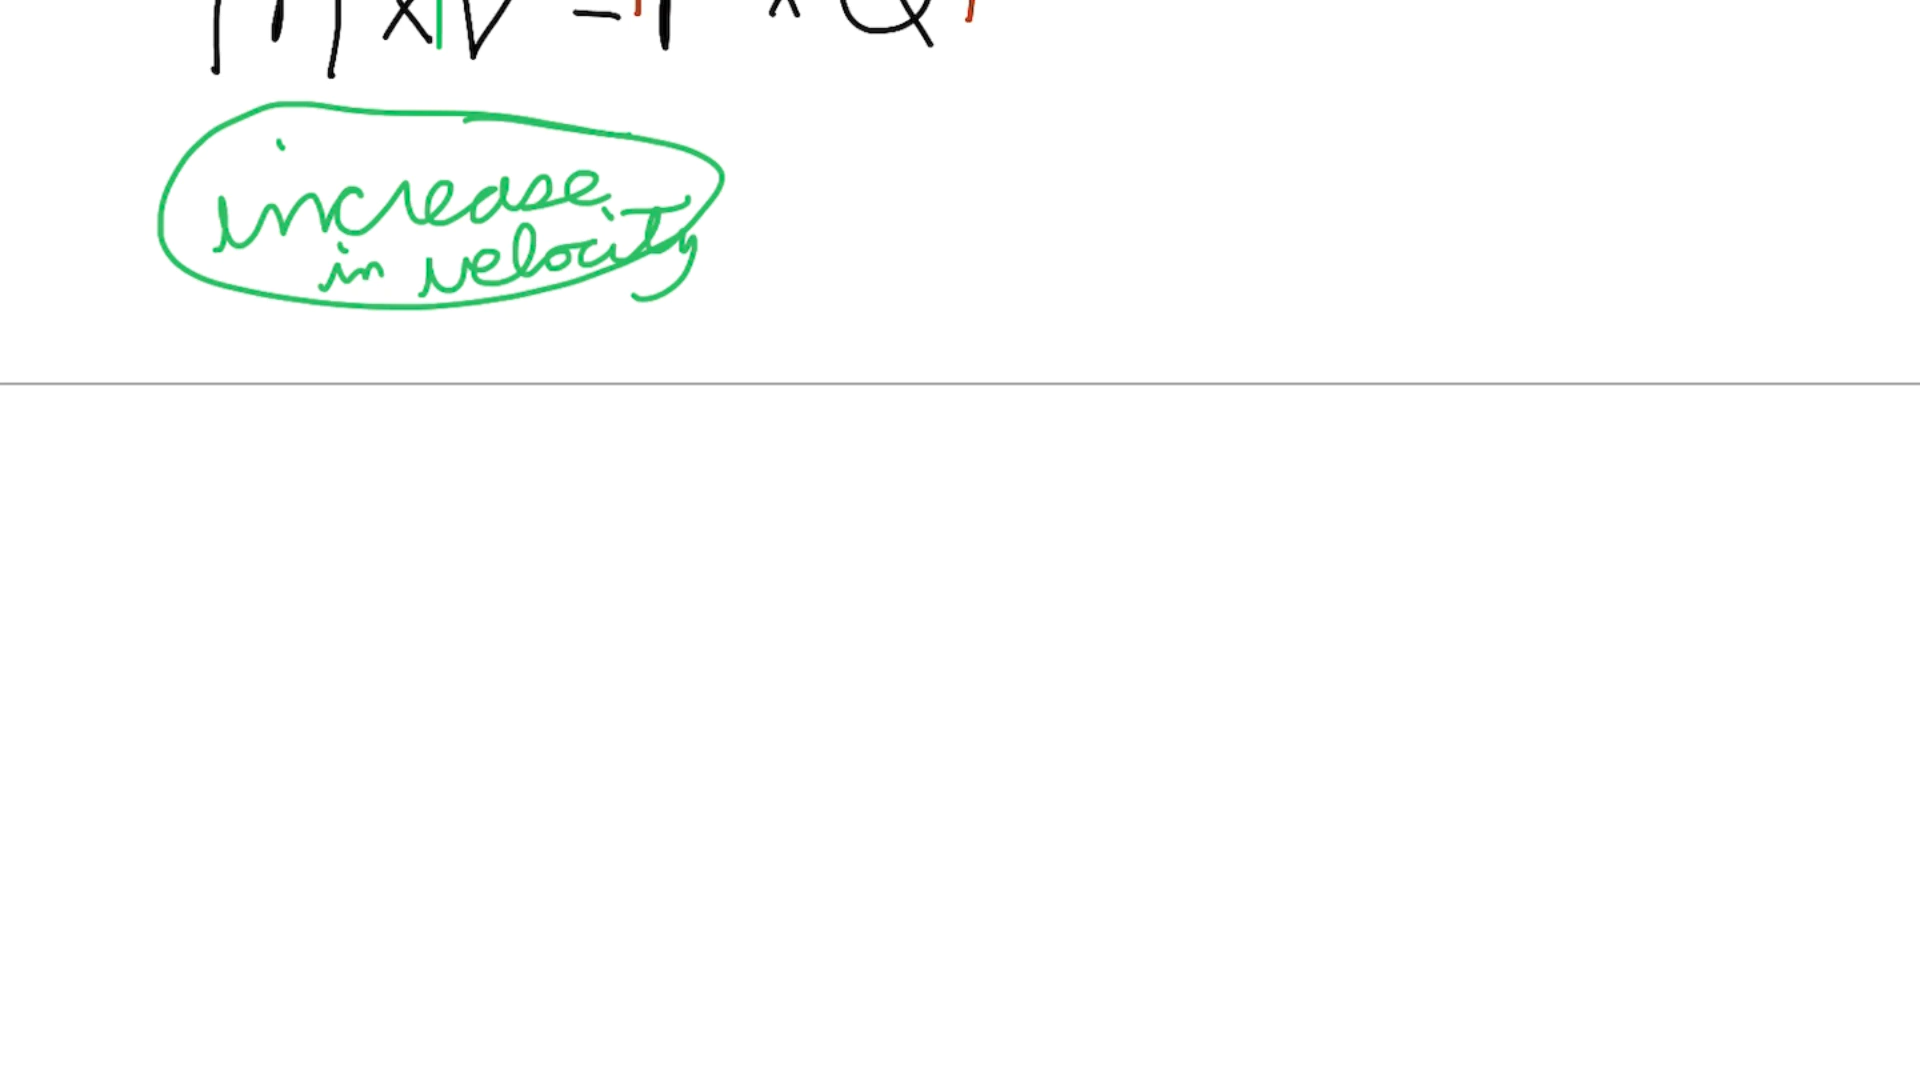 M x V = P x Q
increase
in velocity